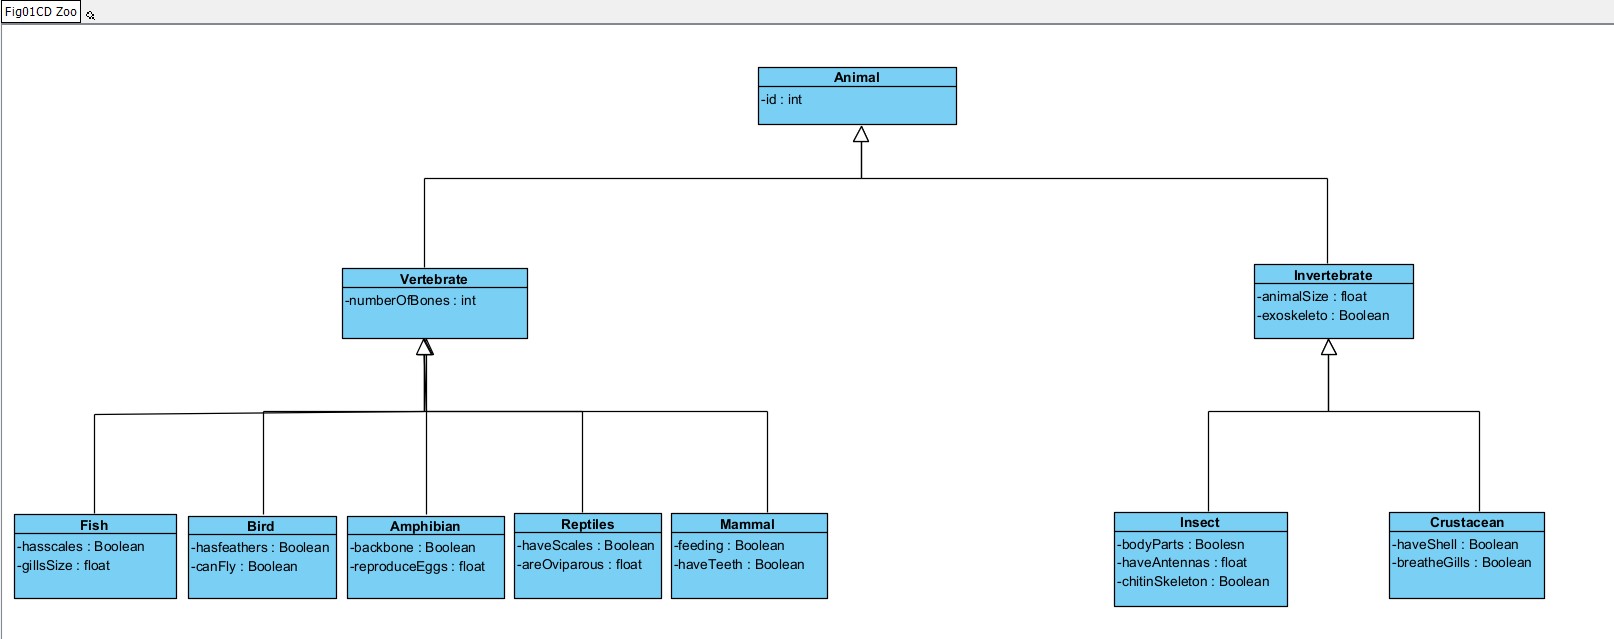 Fig01CD Zoo
Animal
-id : int
Vertebrate
-numberOfBones : int
Invertebrate
-animalSize : float
-exoskeleto : Boolean
Fish
-hasscales : Boolean
-gillsSize : float
Bird
-hasfeathers : Boolean
-canFly : Boolean
Amphibian
-backbone : Boolean
-reproduceEggs : float
Reptiles
-haveScales : Boolean
-areOviparous : float
Mammal
-feeding : Boolean
-haveTeeth : Boolean
Insect
-bodyParts : Boolesn
-haveAntennas : float
-chitinSkeleton : Boolean
Crustacean
-haveShell : Boolean
-breatheGills : Boolean